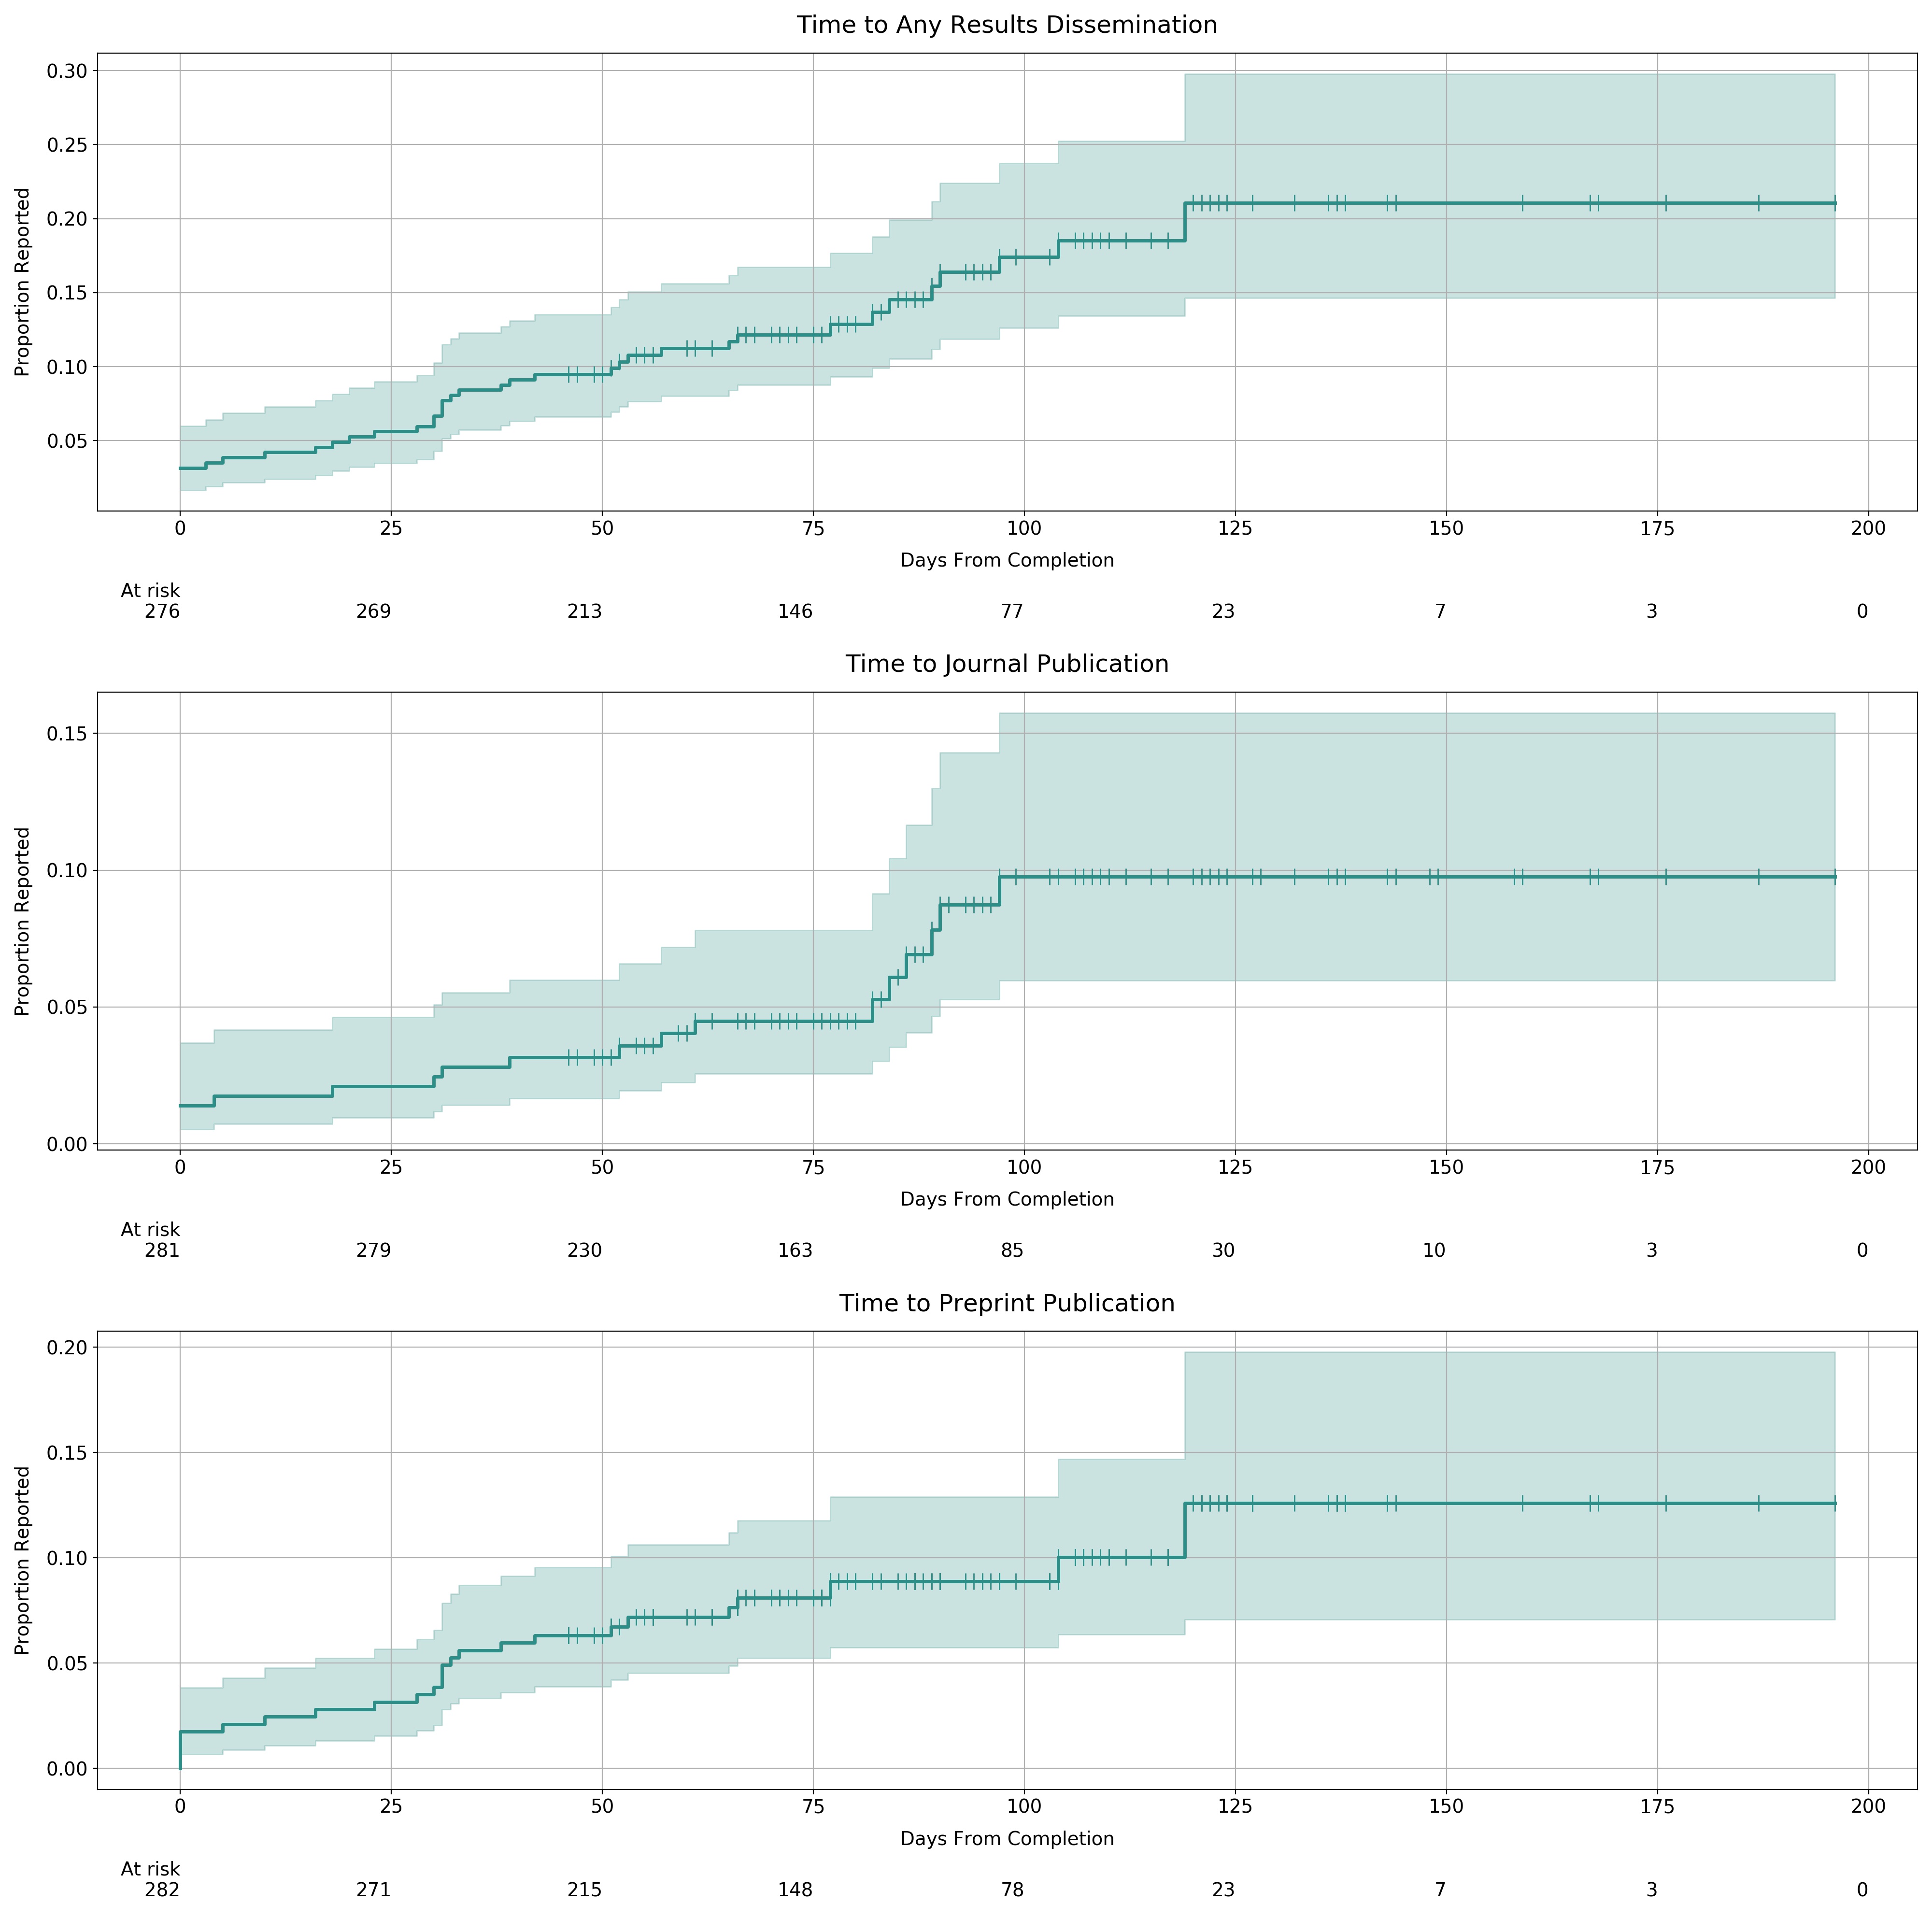 Time to Any Results Dissemination
0.30
0.25
0.20
0.15
0.10
0.05
Proportion Reported
0 25 50 75 100 125 150 175 200
Days From Completion
At risk
276 269 213 146 77 23 7 3 0
Time to Journal Publication
0.15
0.10
0.05
0.00
Proportion Reported
0 25 50 75 100 125 150 175 200
Days From Completion
At risk
281 279 230 163 85 30 10 3 0
Time to Preprint Publication
0.20
0.15
0.10
0.05
0.00
Proportion Reported
0 25 50 75 100 125 150 175 200
Days From Completion
At risk
282 271 215 148 78 23 7 3 0